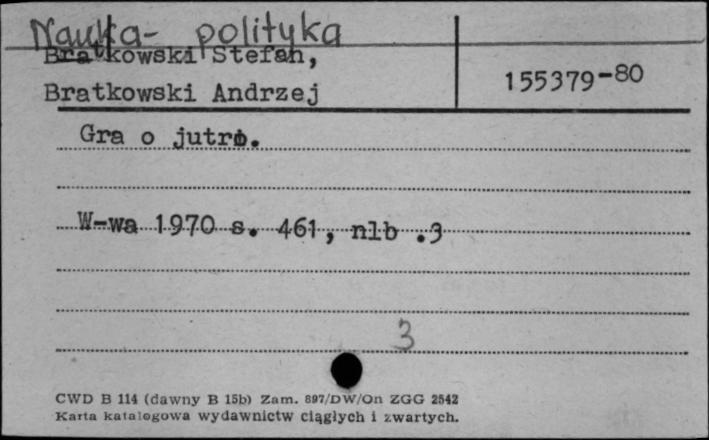 Nauka- polityka
Bratkowski Stefan,
155379-80
Bratkowski Andrzej
Gra o jutro.
W-wa 1970 s. 461, nlb .3
3
CWD B 114 (dawny B 15b) Zam. 897/DW/On ZGG 2542
Karta katalogowa wydawnictw ciągłych i zwartych.